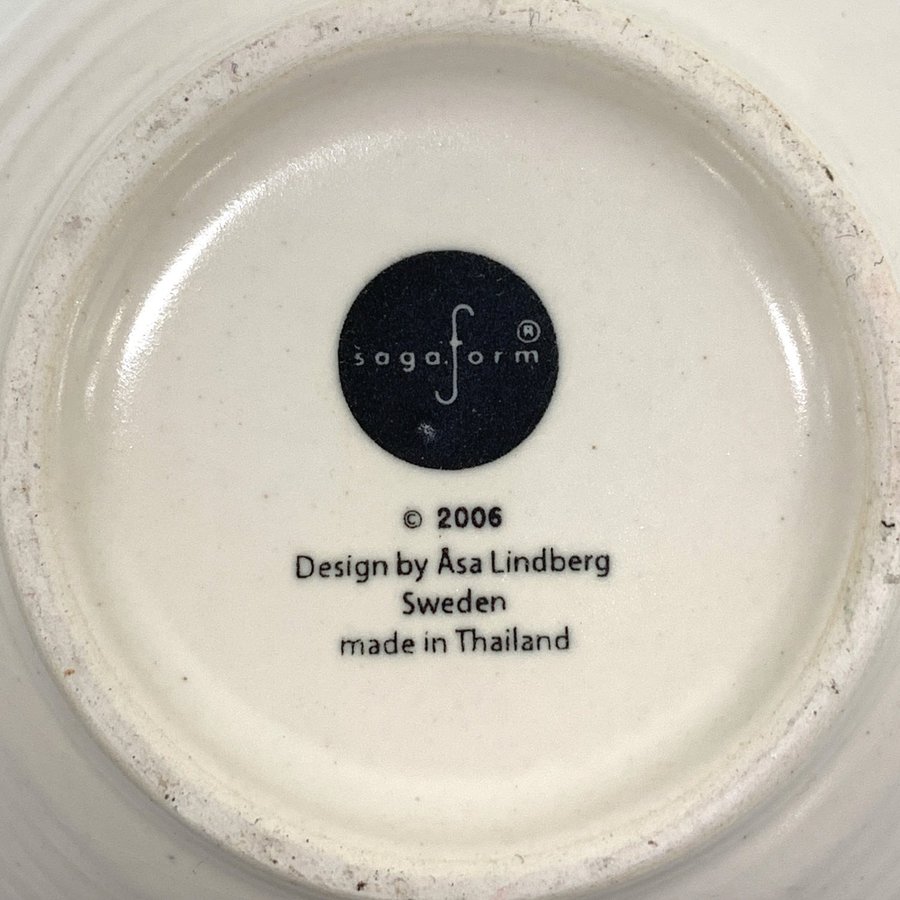 sagaform®
© 2006
Design by Åsa Lindberg
Sweden
made in Thailand